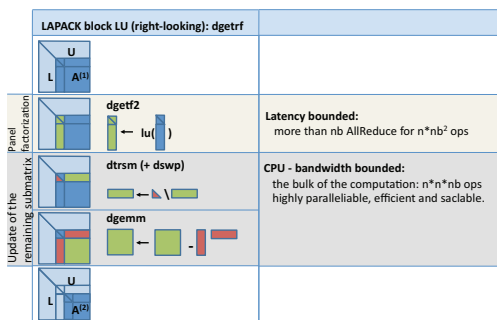 LAPACK block LU (right-looking): dgetrf
U
L
A(1)
Panel
factorization
dgetf2
lu( )
Latency bounded:
more than nb AllReduce for n*nb² ops
Update of the
remaining submatrix
dtrsm (+ dswp)
\
CPU - bandwidth bounded:
the bulk of the computation: n*n*nb ops
highly paralleliable, efficient and saclable.
dgemm
-
U
L
A(2)